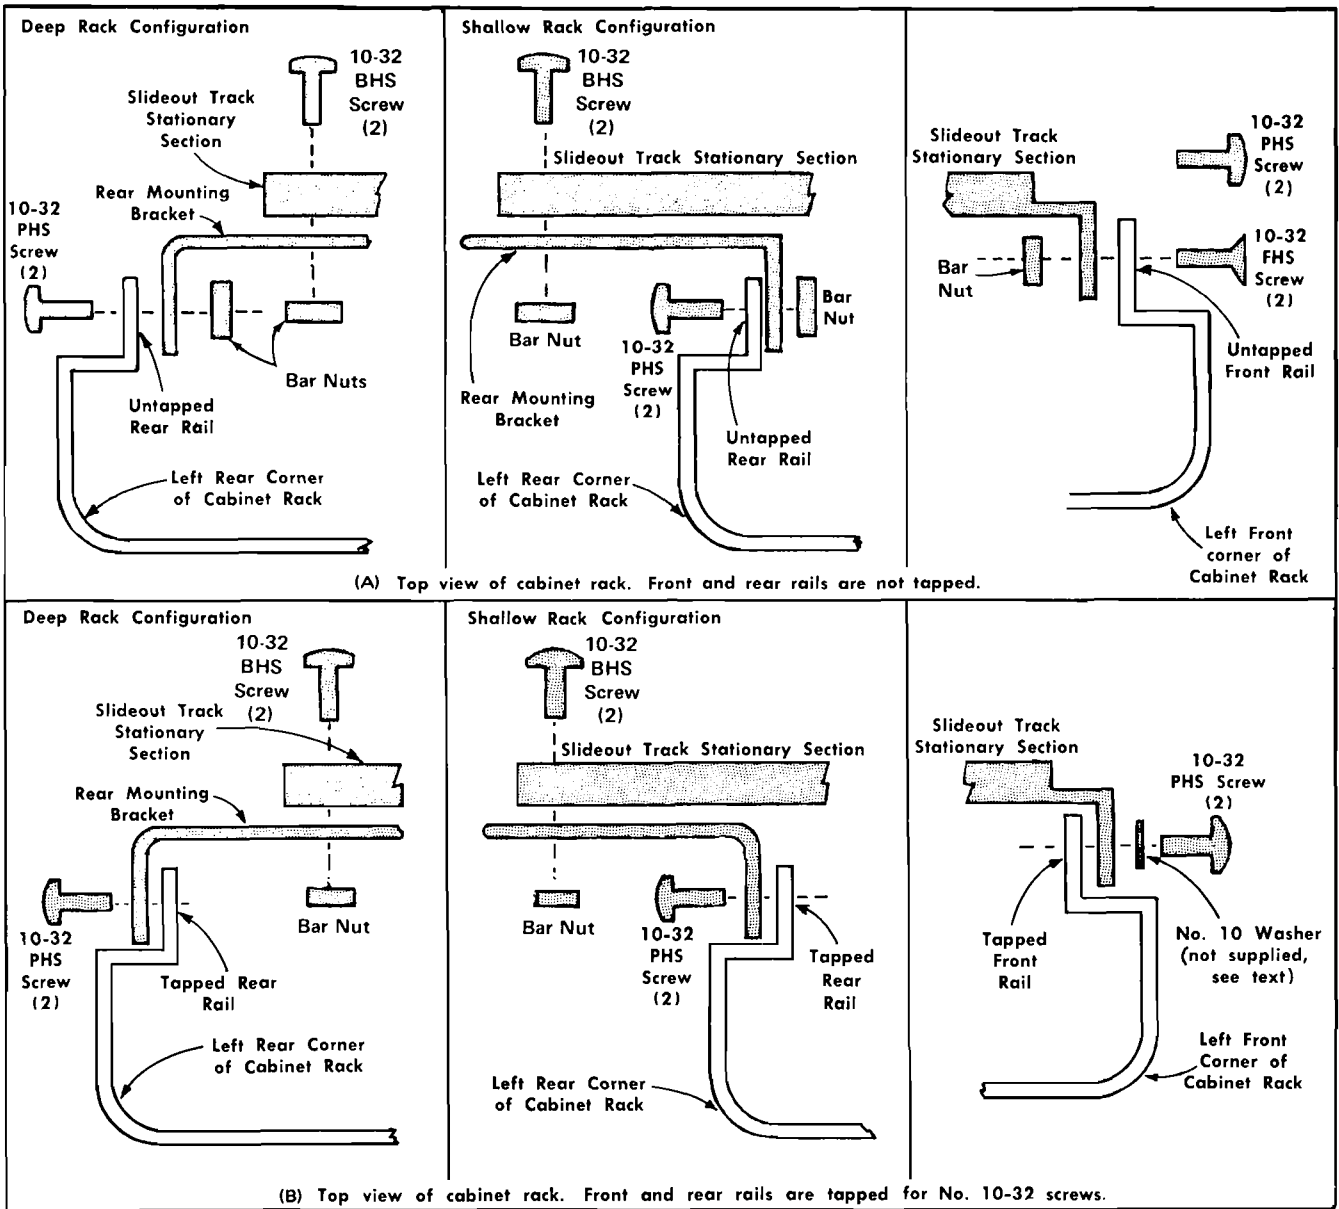 Deep Rack Configuration
10-32
BHS
Screw
(2)
Slideout Track
Stationary
Section
Rear Mounting
Bracket
10-32
PHS
Screw
(2)
Bar Nuts
Untapped
Rear Rail
Left Rear Corner
of Cabinet Rack
Shallow Rack Configuration
10-32
BHS
Screw
(2)
Slideout Track Stationary Section
Bar
Nut
Bar Nut
10-32
PHS
Screw
(2)
Rear Mounting
Bracket
Untapped
Rear Rail
Left Rear Corner
of Cabinet Rack
Slideout Track
Stationary Section
10-32
PHS
Screw
(2)
10-32
FHS
Screw
(2)
Bar
Nut
Untapped
Front Rail
Left Front
corner of
Cabinet Rack
(A) Top view of cabinet rack. Front and rear rails are not tapped.
Deep Rack Configuration
10-32
BHS
Screw
(2)
Slideout Track
Stationary
Section
Rear Mounting
Bracket
10-32
PHS
Screw
(2)
Bar Nut
Tapped Rear
Rail
Left Rear Corner
of Cabinet Rack
Shallow Rack Configuration
10-32
BHS
Screw
(2)
Slideout Track Stationary Section
Bar Nut
10-32
PHS
Screw
(2)
Tapped
Rear
Rail
Left Rear Corner
of Cabinet Rack
Slideout Track
Stationary Section
10-32
PHS Screw
(2)
Tapped
Front
Rail
No. 10 Washer
(not supplied,
see text)
Left Front
Corner of
Cabinet Rack
(B) Top view of cabinet rack. Front and rear rails are tapped for No. 10-32 screws.